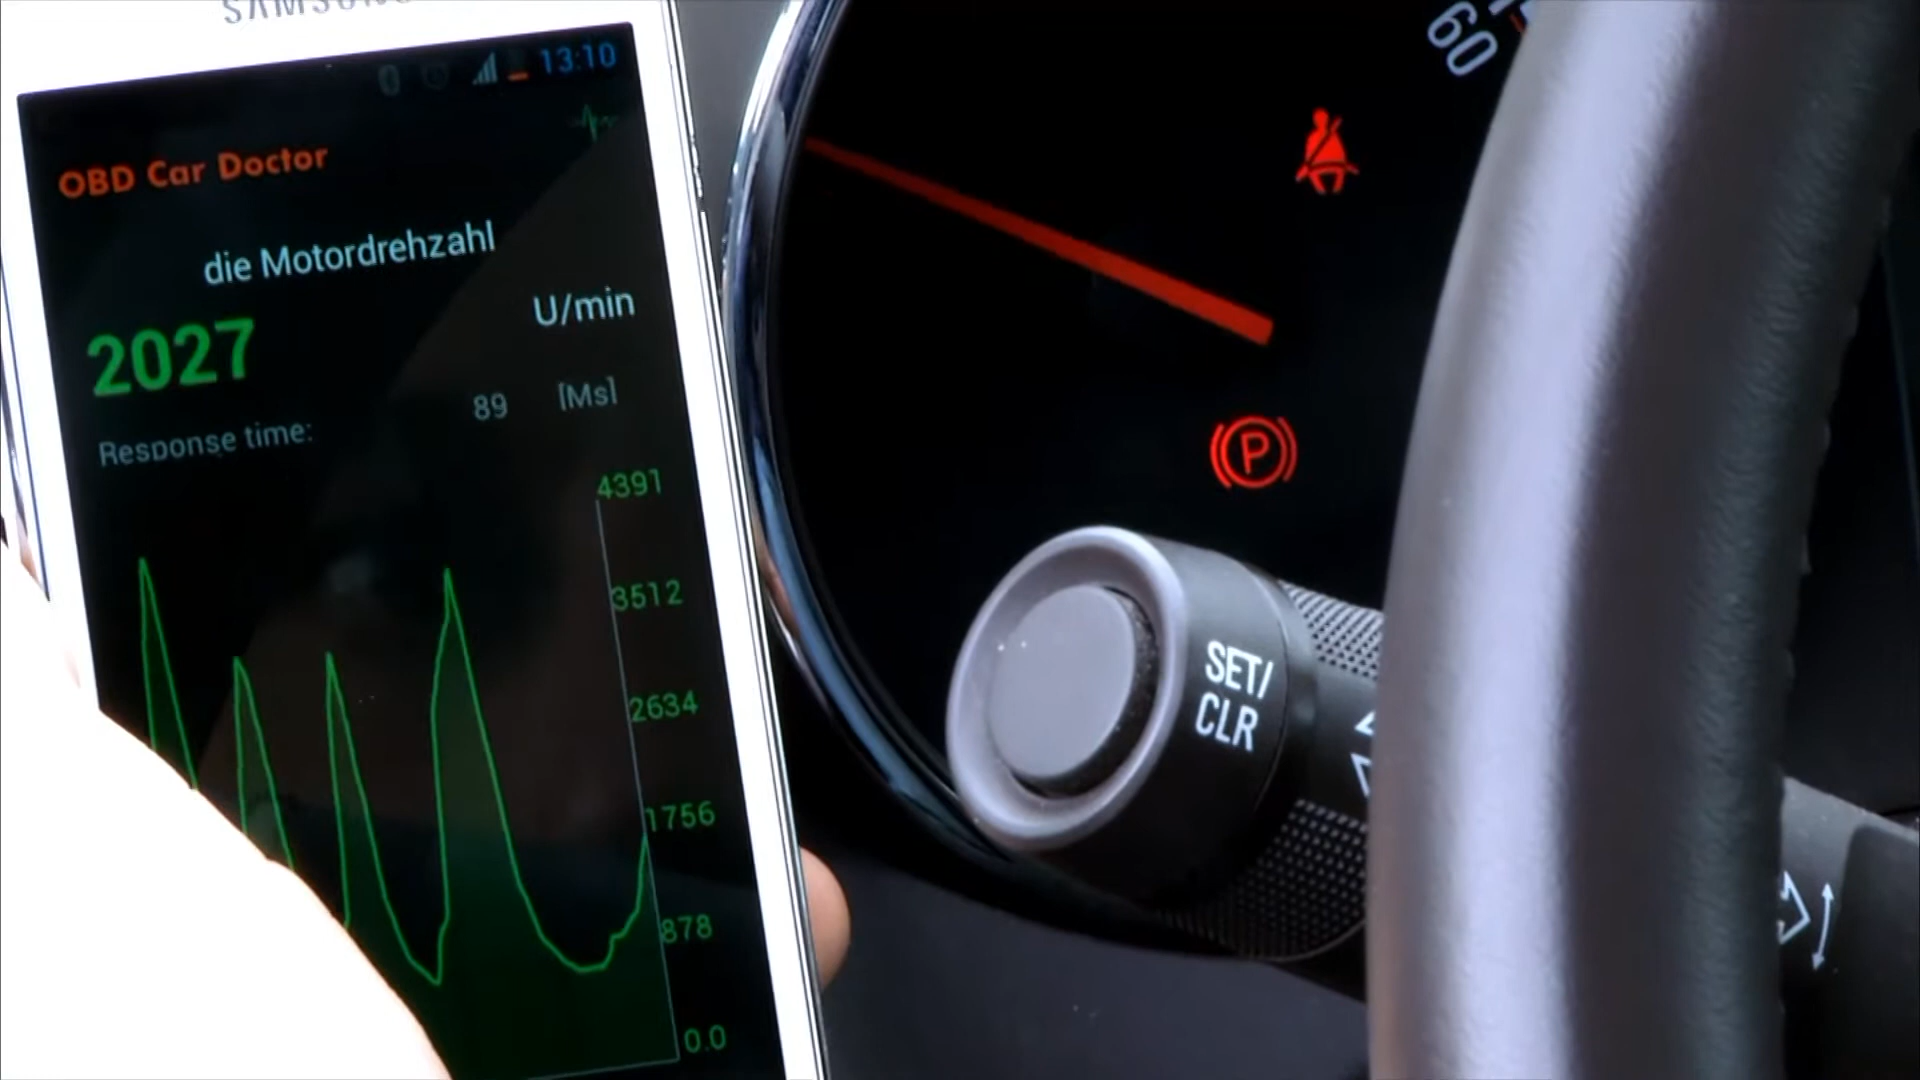 SAMSUNG
13:10
OBD Car Doctor
die Motordrehzahl
U/min
2027
89 [Ms]
Response time:
4391
3512
2634
1756
878
0.0
60
P
SET/
CLR